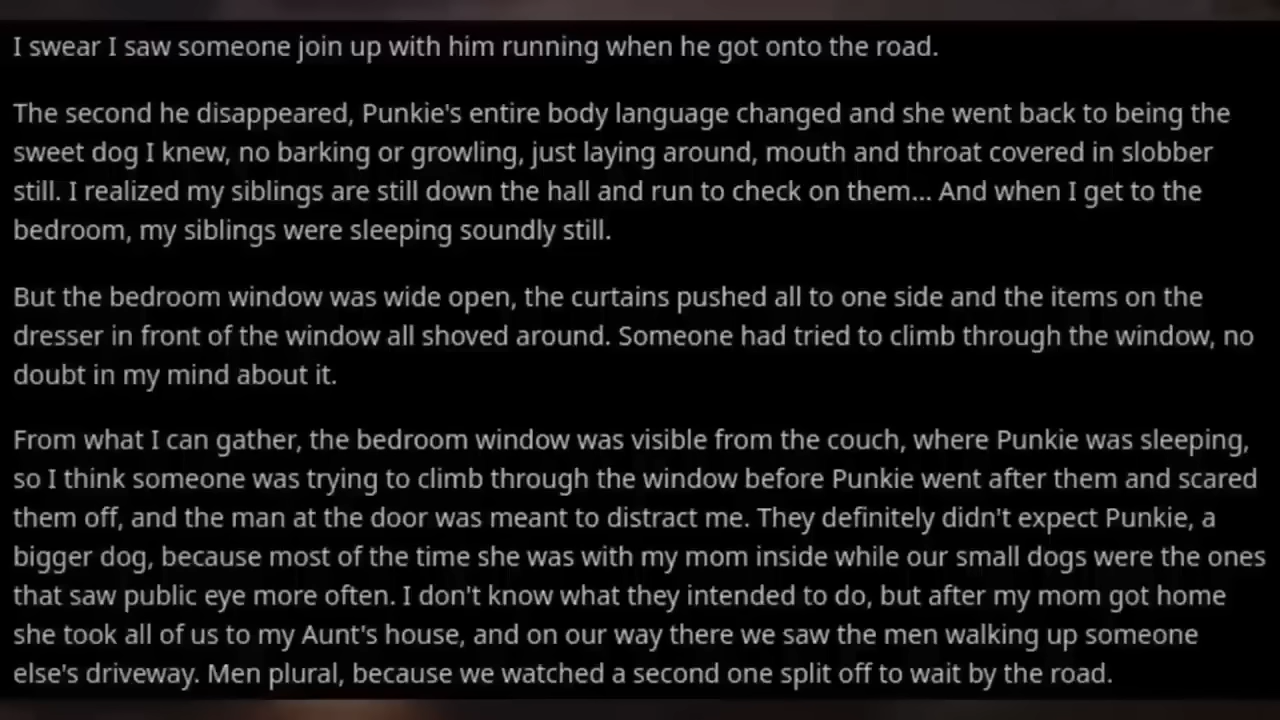 I swear I saw someone join up with him running when he got onto the road.
The second he disappeared, Punkie's entire body language changed and she went back to being the
sweet dog I knew, no barking or growling, just laying around, mouth and throat covered in slobber
still. I realized my siblings are still down the hall and run to check on them... And when I get to the
bedroom, my siblings were sleeping soundly still.
But the bedroom window was wide open, the curtains pushed all to one side and the items on the
dresser in front of the window all shoved around. Someone had tried to climb through the window, no
doubt in my mind about it.
From what I can gather, the bedroom window was visible from the couch, where Punkie was sleeping,
so I think someone was trying to climb through the window before Punkie went after them and scared
them off, and the man at the door was meant to distract me. They definitely didn't expect Punkie, a
bigger dog, because most of the time she was with my mom inside while our small dogs were the ones
that saw public eye more often. I don't know what they intended to do, but after my mom got home
she took all of us to my Aunt's house, and on our way there we saw the men walking up someone
else's driveway. Men plural, because we watched a second one split off to wait by the road.